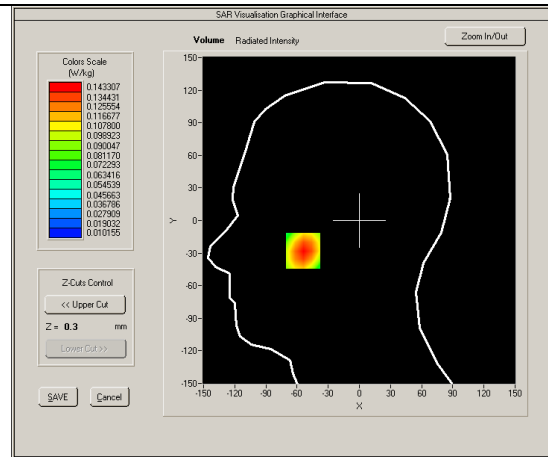 SAR Visualisation Graphical Interface
Volume Radiated Intensity
Zoom In/Out
Colors Scale
(W/kg)
0.143307
0.134431
0.125554
0.116677
0.107800
0.098923
0.090047
0.081170
0.072293
0.063416
0.054539
0.045663
0.036786
0.027909
0.019032
0.010155
Z-Cuts Control
<< Upper Cut
Z = 0.3 mm
Lower Cut >>
SAVE Cancel
150
120
90
60
30
0
-30
-60
-90
-120
-150
Y
-150 -120 -90 -60 -30 0 30 60 90 120 150
X